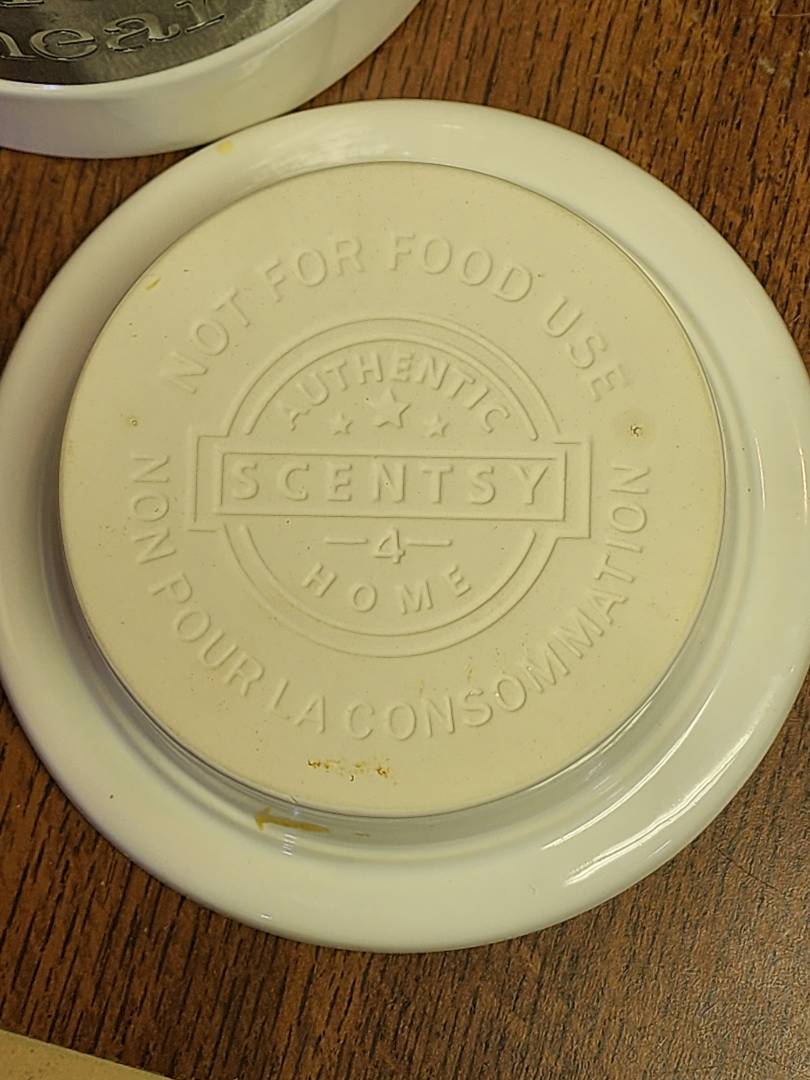 NOT FOR FOOD USE
AUTHENTIC
SCENTSY
4
HOME
NON POUR LA CONSOMMATION